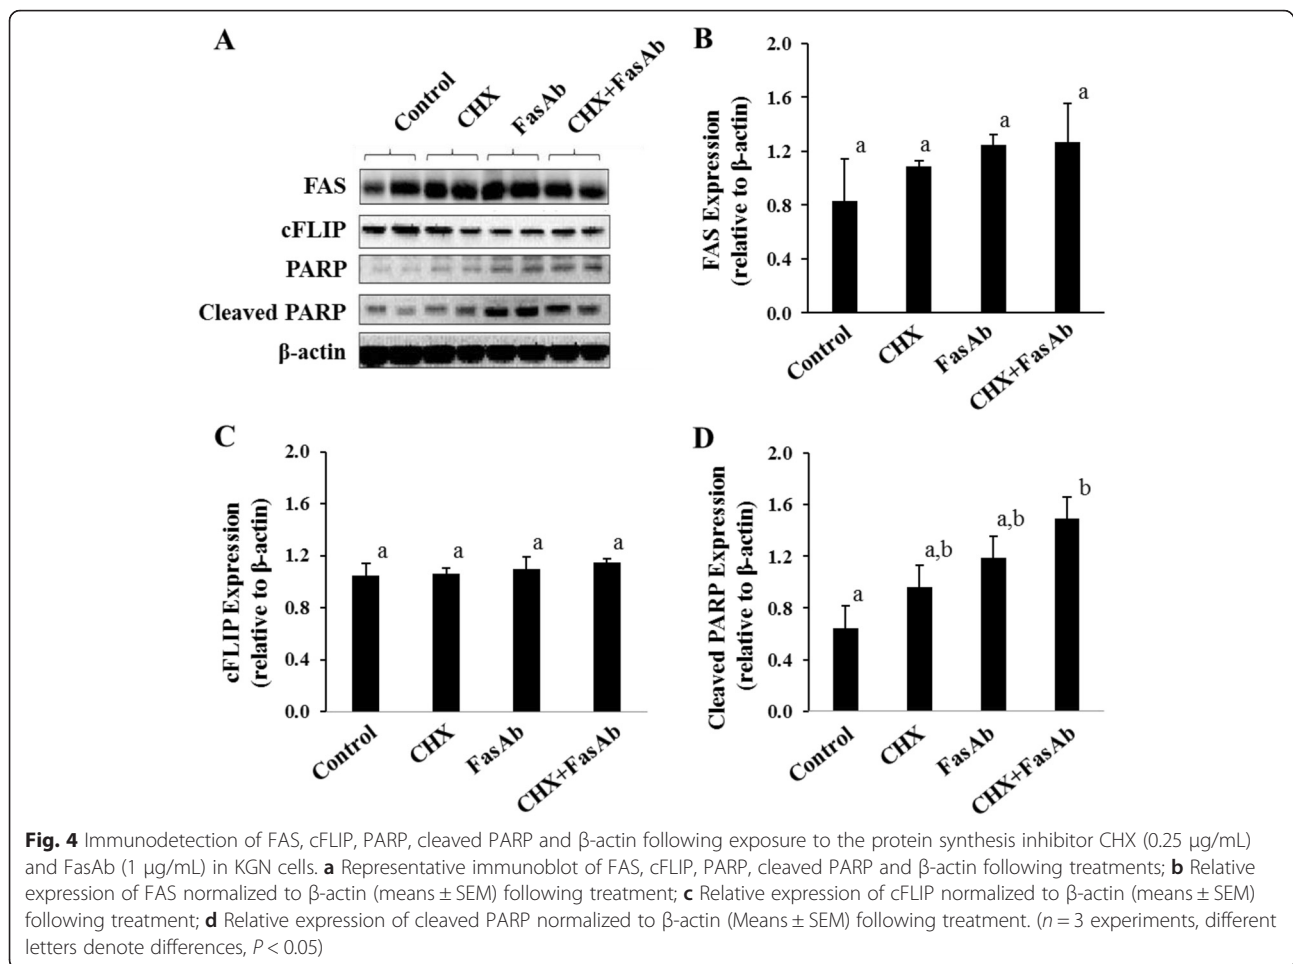 A
Control
CHX
FasAb
CHX+FasAb
FAS
cFLIP
PARP
Cleaved PARP
β-actin
B
FAS Expression
(relative to β-actin)
2.0
1.6
1.2
0.8
0.4
0.0
a
a
a
a
Control
CHX
FasAb
CHX+FasAb
C
cFLIP Expression
(relative to β-actin)
2.0
1.6
1.2
0.8
0.4
0.0
a
a
a
a
Control
CHX
FasAb
CHX+FasAb
D
Cleaved PARP Expression
(relative to β-actin)
2.0
1.6
1.2
0.8
0.4
0.0
a
a,b
a,b
b
Control
CHX
FasAb
CHX+FasAb
Fig. 4 Immunodetection of FAS, cFLIP, PARP, cleaved PARP and β-actin following exposure to the protein synthesis inhibitor CHX (0.25 μg/mL)
and FasAb (1 μg/mL) in KGN cells. a Representative immunoblot of FAS, cFLIP, PARP, cleaved PARP and β-actin following treatments; b Relative
expression of FAS normalized to β-actin (means ± SEM) following treatment; c Relative expression of cFLIP normalized to β-actin (means ± SEM)
following treatment; d Relative expression of cleaved PARP normalized to β-actin (Means ± SEM) following treatment. (n = 3 experiments, different
letters denote differences, P < 0.05)